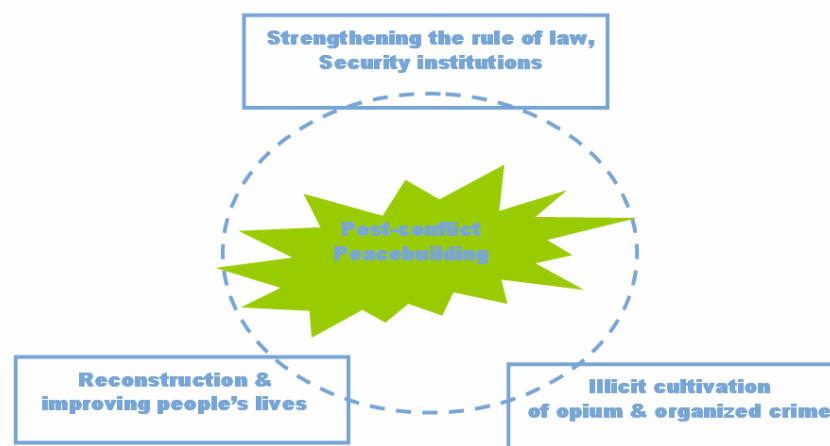 Strengthening the rule of law,
Security institutions
Post-conflict
Peacebuilding
Reconstruction &
improving people's lives
Illicit cultivation
of opium & organized crime